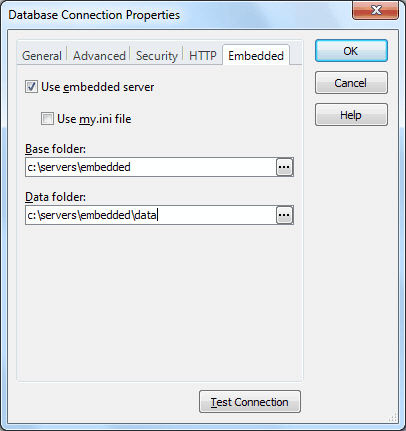 Database Connection Properties
General Advanced Security HTTP Embedded
OK
Use embedded server
Cancel
Use my.ini file
Help
Base folder:
c:\servers\embedded
Data folder:
c:\servers\embedded\data
Test Connection